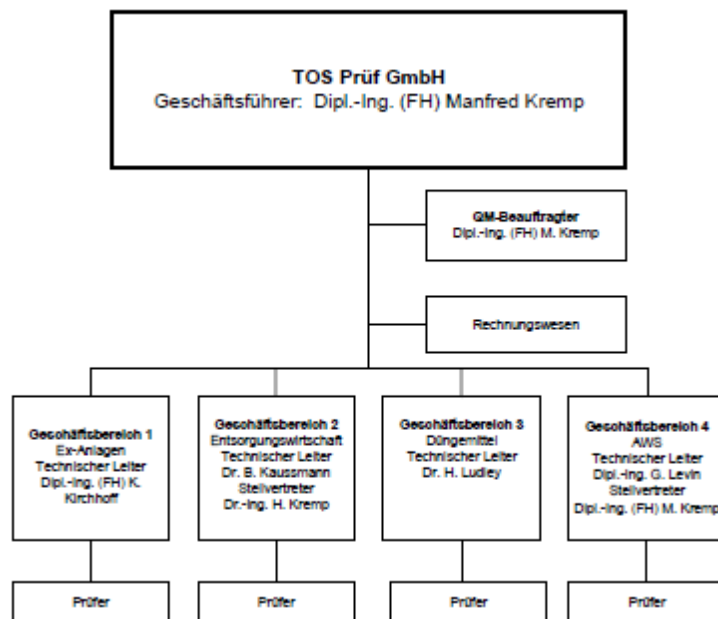 TOS Prüf GmbH
Geschäftsführer: Dipl.-Ing. (FH) Manfred Kremp
QM-Beauftragter
Dipl.-Ing. (FH) M. Kremp
Rechnungswesen
Geschäftsbereich 1
Ex-Anlagen
Technischer Leiter
Dipl.-Ing. (FH) K.
Kirchhoff
Geschäftsbereich 2
Entsorgungswirtschaft
Technischer Leiter
Dr. B. Kaussmann
Stellvertreter
Dr.-Ing. H. Kremp
Geschäftsbereich 3
Düngemittel
Technischer Leiter
Dr. H. Ludley
Geschäftsbereich 4
AWS
Technischer Leiter
Dipl.-Ing. G. Levin
Stellvertreter
Dipl.-Ing. (FH) M. Kremp
Prüfer
Prüfer
Prüfer
Prüfer